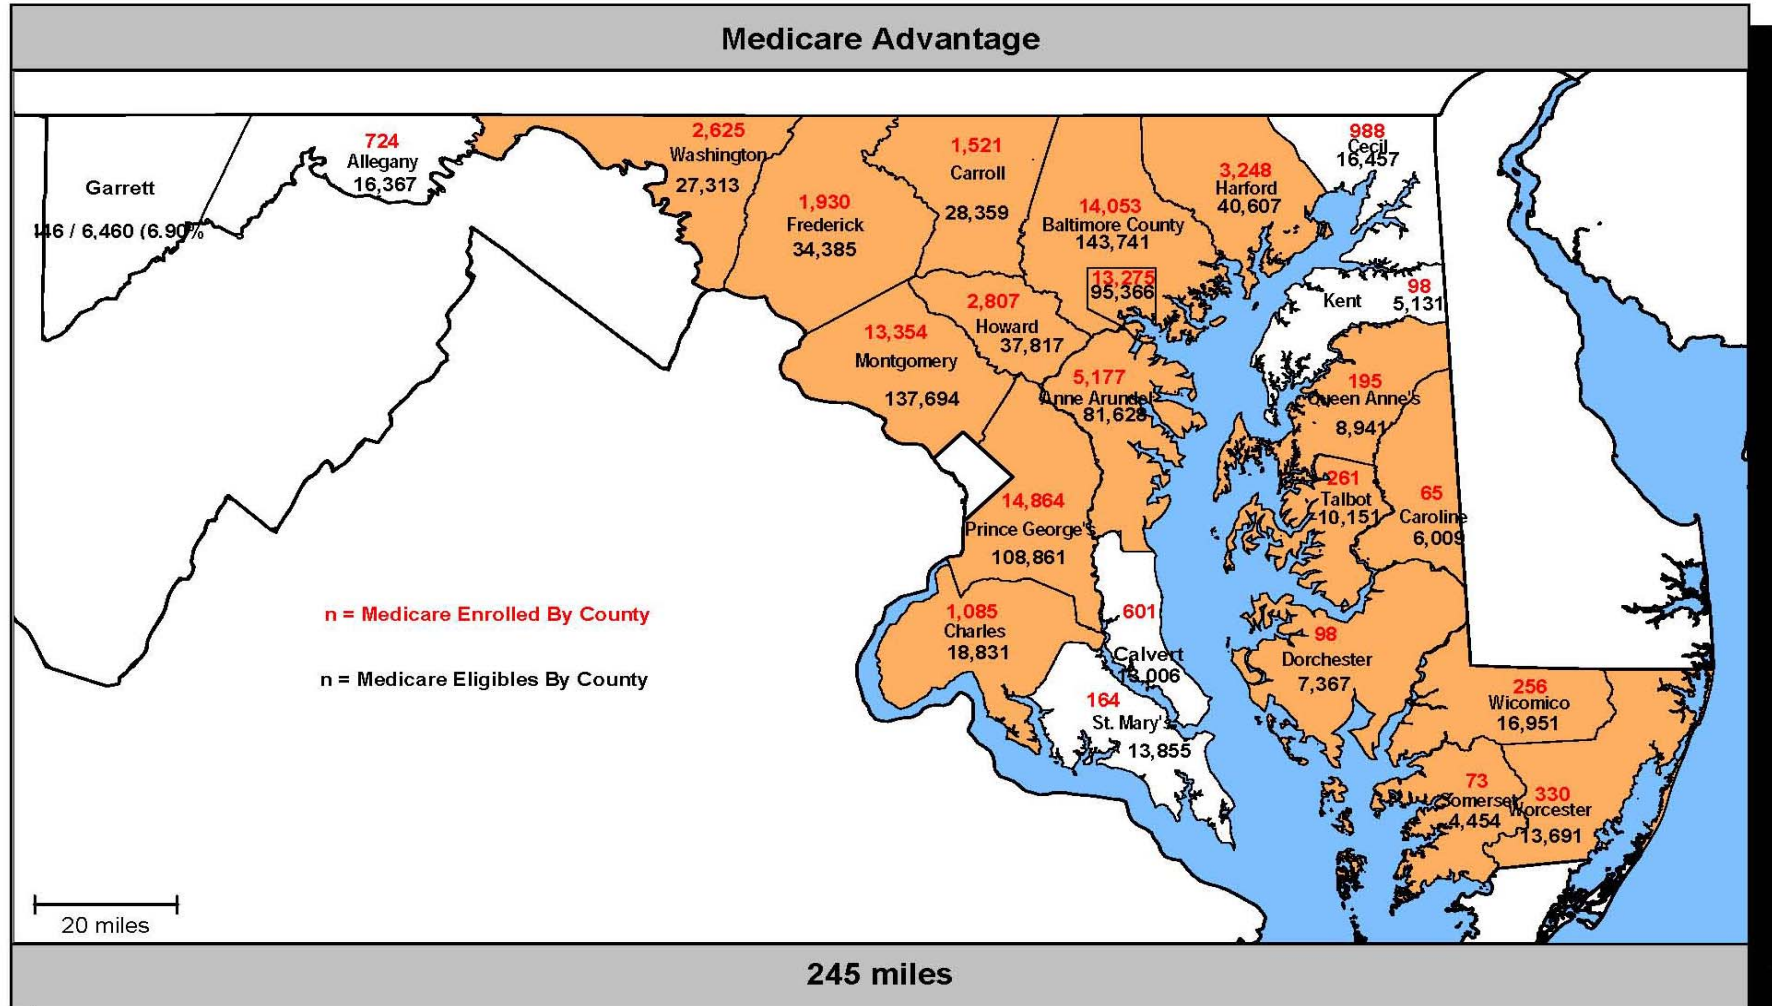 Medicare Advantage
Garrett
446 / 6,460 (6.90%
724
Allegany
16,367
2,625
Washington
27,313
1,930
Frederick
34,385
1,521
Carroll
28,359
14,053
Baltimore County
143,741
13,275
95,366
3,248
Harford
40,607
988
Cecil
16,457
98
Kent
5,131
2,807
Howard
37,817
13,354
Montgomery
137,694
5,177
Anne Arundel
81,628
195
Queen Anne's
8,941
261
Talbot
10,151
65
Caroline
6,009
14,864
Prince George's
108,861
1,085
Charles
18,831
601
Calvert
13,006
164
St. Mary's
13,855
98
Dorchester
7,367
256
Wicomico
16,951
73
Somerset
4,454
330
Worcester
13,691
n = Medicare Enrolled By County
n = Medicare Eligibles By County
20 miles
245 miles